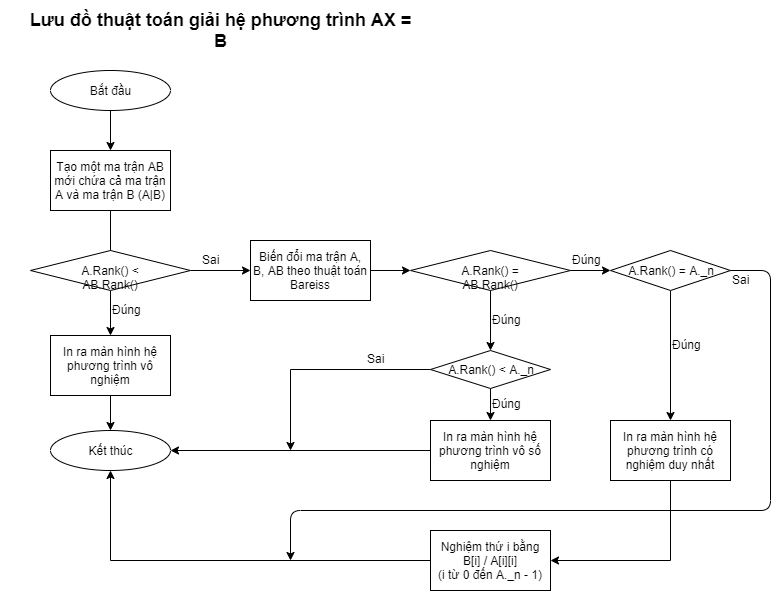 Lưu đồ thuật toán giải hệ phương trình AX =
B
Bắt đầu
Tạo một ma trận AB
mới chứa cả ma trận
A và ma trận B (A|B)
A.Rank() <
AB.Rank()
Sai
Biến đổi ma trận A,
B, AB theo thuật toán
Bareiss
A.Rank() =
AB.Rank()
Đúng
A.Rank() = A._n
Sai
Đúng
In ra màn hình hệ
phương trình vô
nghiệm
Đúng
Sai
A.Rank() < A._n
Đúng
Đúng
Kết thúc
In ra màn hình hệ
phương trình vô số
nghiệm
In ra màn hình hệ
phương trình có
nghiệm duy nhất
Nghiệm thứ i bằng
B[i] / A[i][i]
(i từ 0 đến A._n - 1)